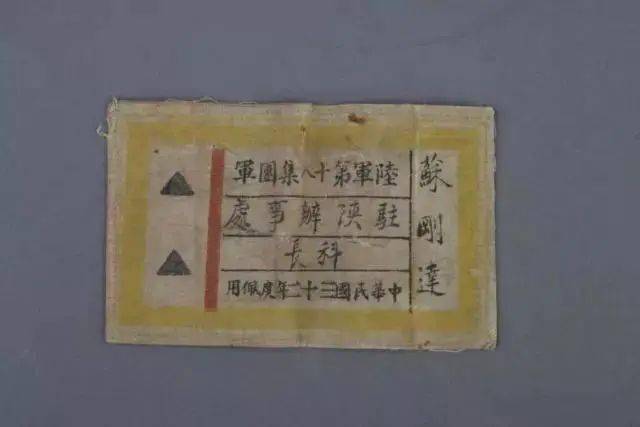 蘇剛達
陸軍第十八集團軍
駐陝辦事處
科長
中華民國三十二年度佩用